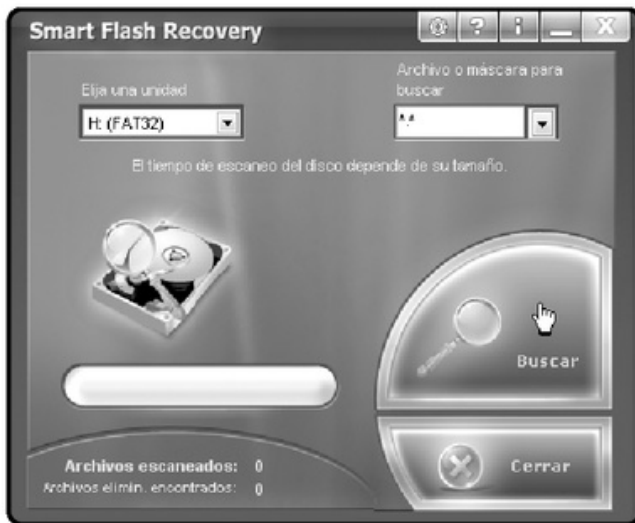 Smart Flash Recovery
Elija una unidad
Archivo o máscara para
buscar
H: (FAT32)
*.*
El tiempo de escaneo del disco depende de su tamaño.
Buscar
Archivos escaneados: 0
Archivos elimin. encontrados: 0
Cerrar